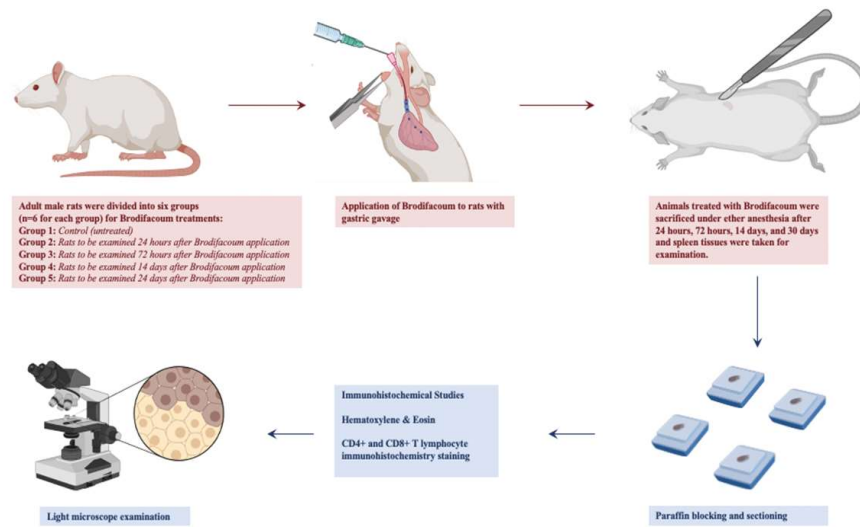 Adult male rats were divided into six groups
(n=6 for each group) for Brodifacoum treatments:
Group 1: Control (untreated)
Group 2: Rats to be examined 24 hours after Brodifacoum application
Group 3: Rats to be examined 72 hours after Brodifacoum application
Group 4: Rats to be examined 14 days after Brodifacoum application
Group 5: Rats to be examined 24 days after Brodifacoum application
Application of Brodifacoum to rats with
gastric gavage
Animals treated with Brodifacoum were
sacrificed under ether anesthesia after
24 hours, 72 hours, 14 days, and 30 days
and spleen tissues were taken for
examination.
Paraffin blocking and sectioning
Immunohistochemical Studies
Hematoxylene & Eosin
CD4+ and CD8+ T lymphocyte
immunohistochemistry staining
Light microscope examination